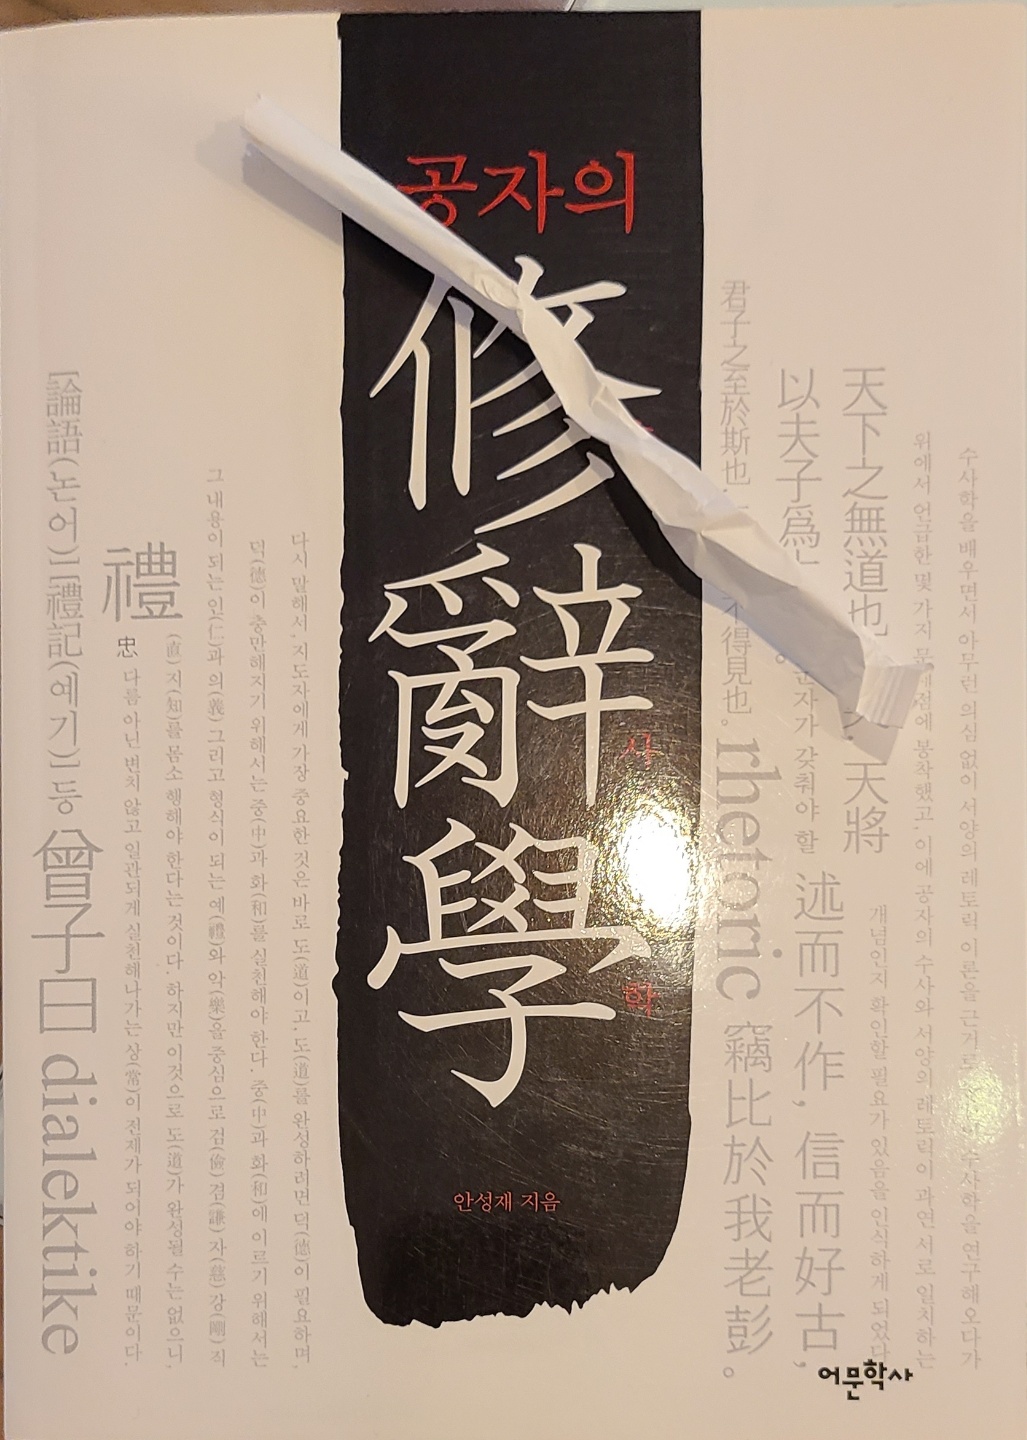 공자의
修辭學
사
학
안성재 지음
수사학을 배우면서 아무런 의심 없이 서양의 레토릭 이론을 근거로 수사학을 연구해오다가
위에서 언급한 몇 가지 문제점에 봉착했고, 이에 공자의 수사와 서양의 레토릭이 과연 서로 일치하는
개념인지 확인할 필요가 있음을 인식하게 되었다
天下之無道也 天將
以夫子爲
갖춰야 할
述而不作, 信而好古,
君子之至於斯也 得見也. rhetoric 竊比於我老彭。
다시 말해서, 지도자에게 가장 중요한 것은 바로 도(道)이고, 도(道)를 완성하려면 덕(德)이 필요하며,
덕(德)이 충만해지기 위해서는 중(中)과 화(和)를 실천해야 한다. 중(中)과 화(和)에 이르기 위해서는
그 내용이 되는 인(仁)과 의(義) 그리고 형식이 되는 예(禮)와 악(樂)을 중심으로 검(儉) 겸(謙) 자(慈) 강(剛) 직
(直) 지(知)를 몸소 행해야 한다는 것이다. 하지만 이것으로 도(道)가 완성될 수는 없으니,
禮
忠 다름 아닌 변치 않고 일관되게 실천해나가는 상(常)이 전제가 되어야 하기 때문이다.
[論語(논어)] [禮記(예기)] 등 曾子曰 dialektike
어문학사